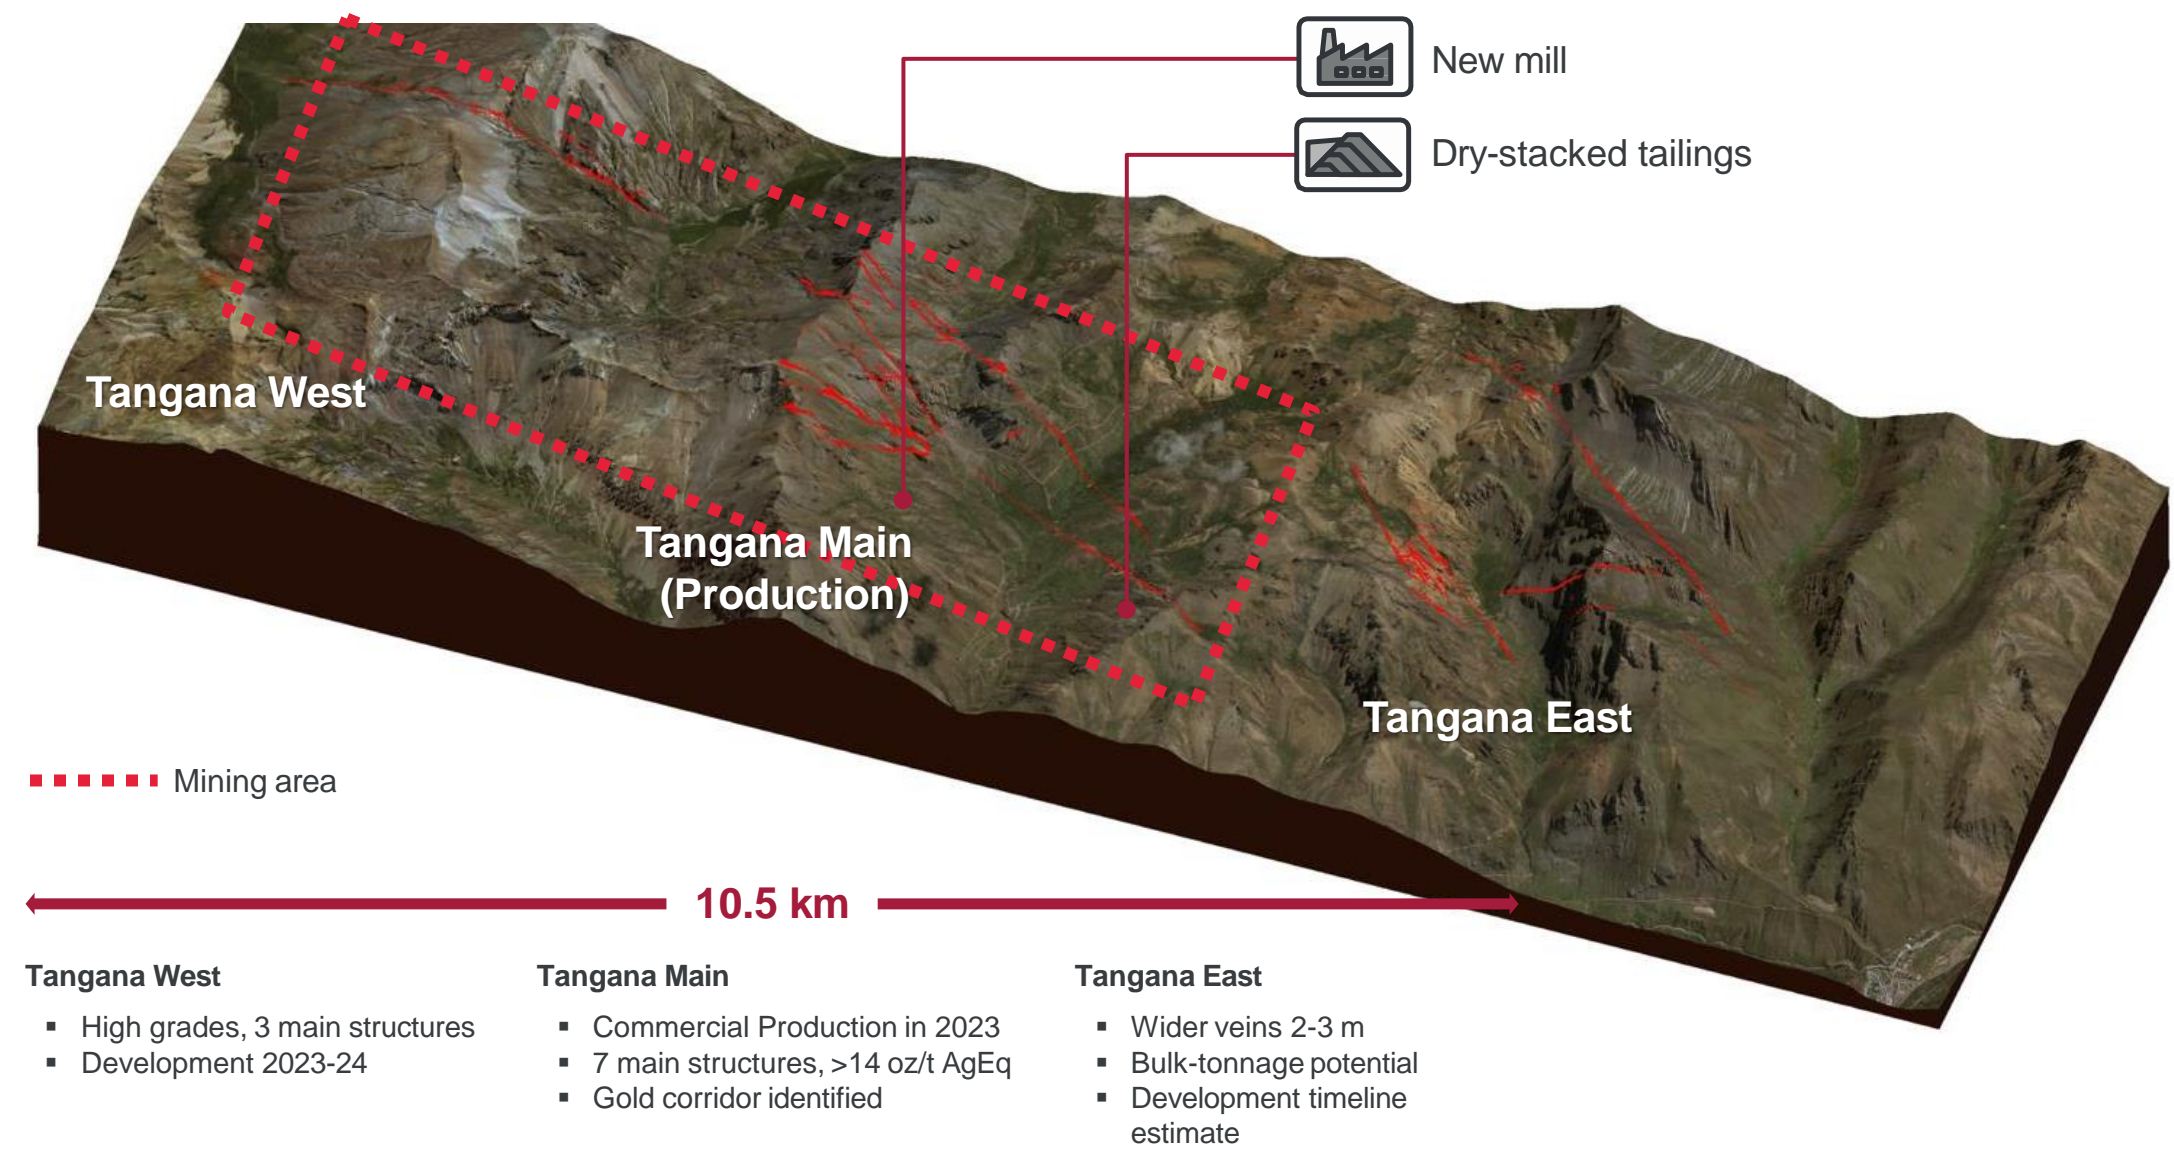 New mill
Dry-stacked tailings
Tangana West
Tangana Main
(Production)
Tangana East
Mining area
10.5 km
Tangana West
▪ High grades, 3 main structures
▪ Development 2023-24
Tangana Main
▪ Commercial Production in 2023
▪ 7 main structures, >14 oz/t AgEq
▪ Gold corridor identified
Tangana East
▪ Wider veins 2-3 m
▪ Bulk-tonnage potential
▪ Development timeline
estimate